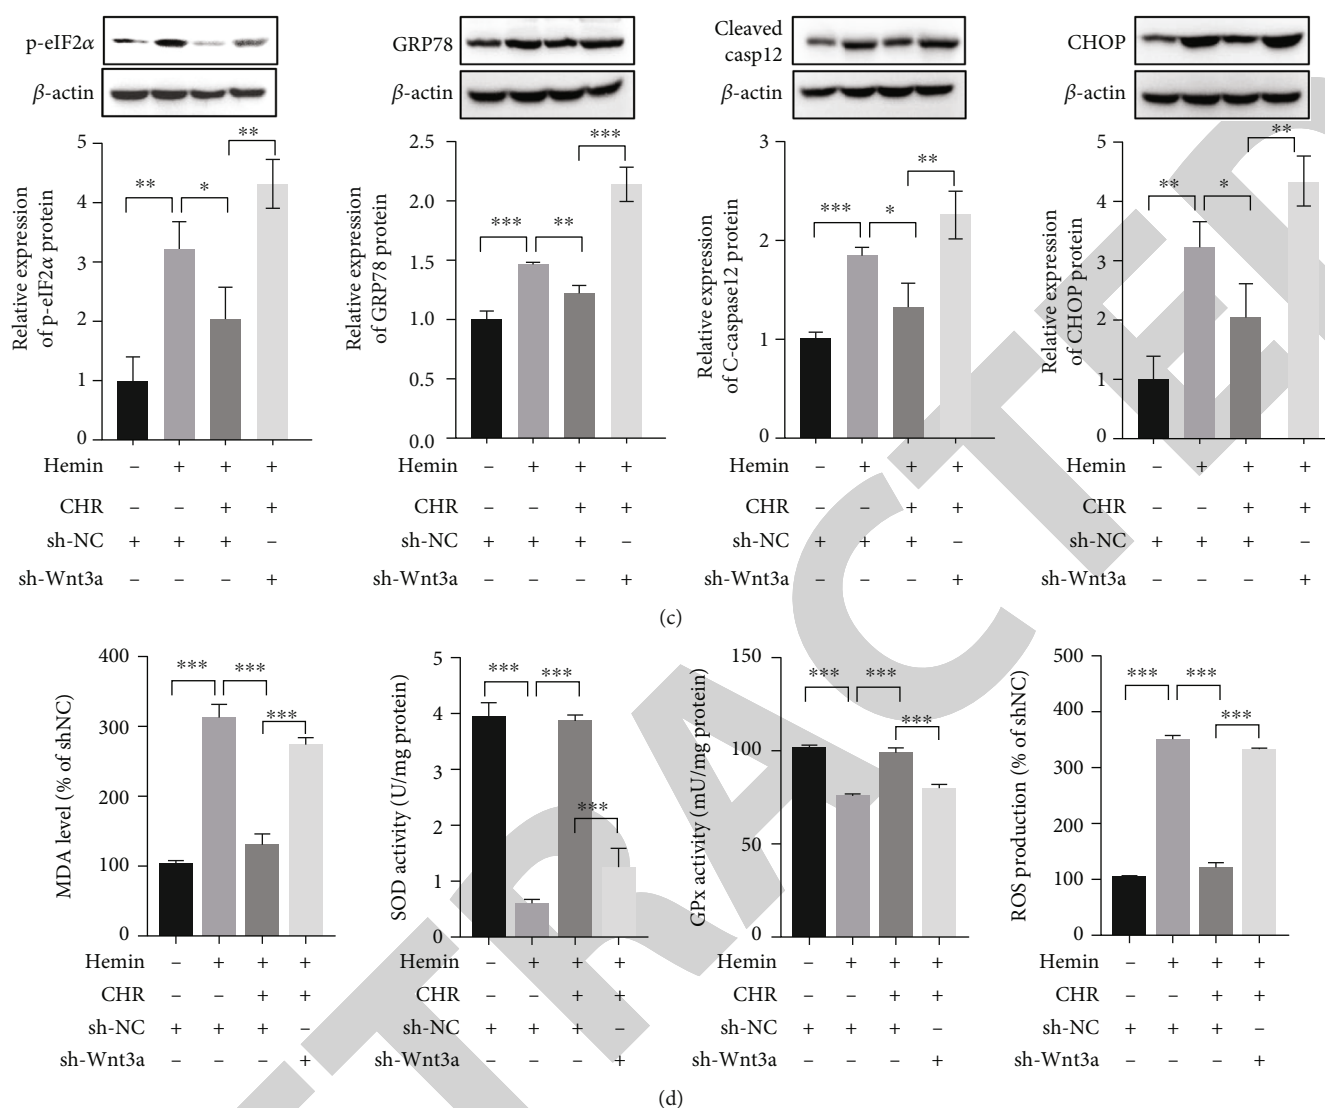 p-eIF2α
β-actin
GRP78
β-actin
Cleaved
casp12
β-actin
CHOP
β-actin
Relative expression
of p-eIF2α protein
5
4
3
2
1
0
**
*
**
Relative expression
of GRP78 protein
2.5
2.0
1.5
1.0
0.5
0.0
***
**
***
Relative expression
of C-caspase12 protein
3
2
1
0
***
*
**
Relative expression
of CHOP protein
5
4
3
2
1
0
**
*
**
Hemin – + + +
CHR – – + +
sh-NC + + + –
sh-Wnt3a – – – +
Hemin – + + +
CHR – – + +
sh-NC + + + –
sh-Wnt3a – – – +
Hemin – + + +
CHR – – + +
sh-NC + + + –
sh-Wnt3a – – – +
Hemin – + + +
CHR – – + +
sh-NC + + + –
sh-Wnt3a – – – +
(c)
MDA level (% of shNC)
400
300
200
100
0
***
***
***
SOD activity (U/mg protein)
5
4
3
2
1
0
***
***
***
GPx activity (mU/mg protein)
150
100
50
0
***
***
***
ROS production (% of shNC)
500
400
300
200
100
0
***
***
***
Hemin – + + +
CHR – – + +
sh-NC + + + –
sh-Wnt3a – – – +
Hemin – + + +
CHR – – + +
sh-NC + + + –
sh-Wnt3a – – – +
Hemin – + + +
CHR – – + +
sh-NC + + + –
sh-Wnt3a – – – +
Hemin – + + +
CHR – – + +
sh-NC + + + –
sh-Wnt3a – – – +
(d)
TRACTED